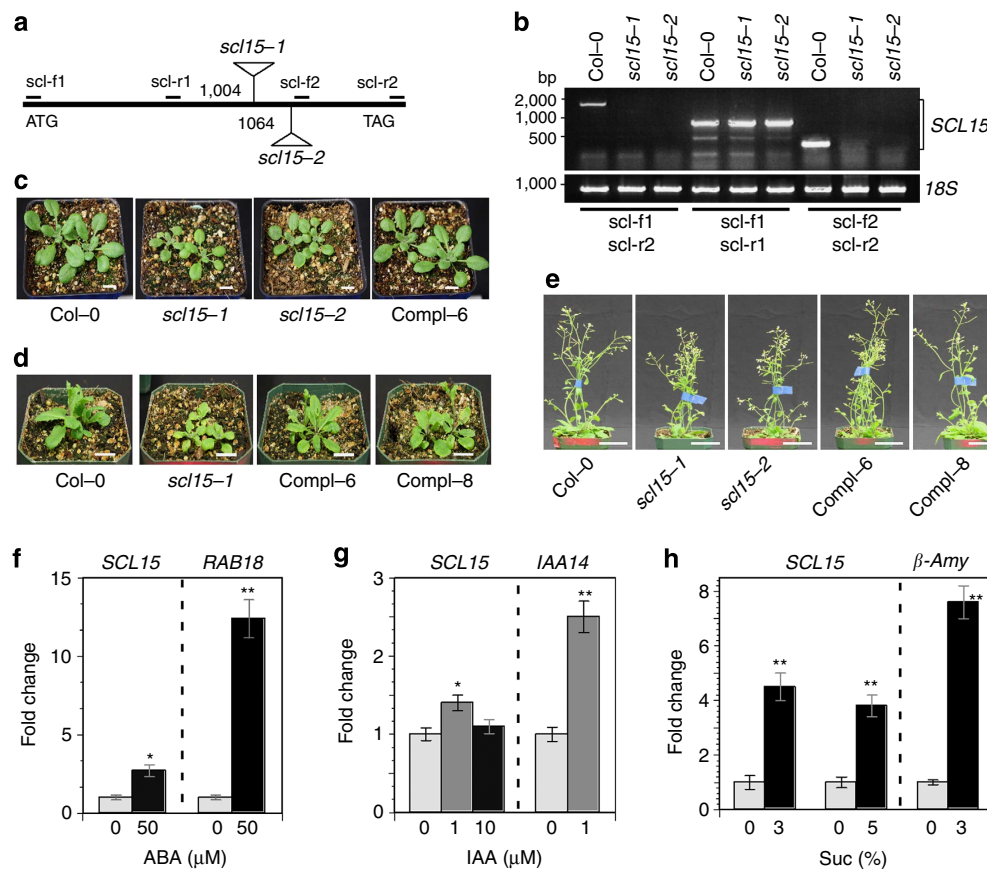 a
scl15–1
scl-f1
scl-r1
1,004
scl-f2
scl-r2
ATG
1064
TAG
scl15–2
b
Col–0
scl15–1
scl15–2
Col–0
scl15–1
scl15–2
Col–0
scl15–1
scl15–2
bp
2,000
1,000
500
SCL15
1,000
18S
scl-f1
scl-r2
scl-f1
scl-r1
scl-f2
scl-r2
c
Col–0
scl15–1
scl15–2
Compl–6
d
Col–0
scl15–1
Compl–6
Compl–8
e
Col–0
scl15–1
scl15–2
Compl–6
Compl–8
f
SCL15 RAB18
Fold change
15
10
5
0
*
**
0 50 0 50
ABA (μM)
g
SCL15 IAA14
Fold change
3
2
1
0
*
**
0 1 10 0 1
IAA (μM)
h
SCL15 β-Amy
Fold change
8
6
4
2
0
**
**
**
0 3 0 5 0 3
Suc (%)